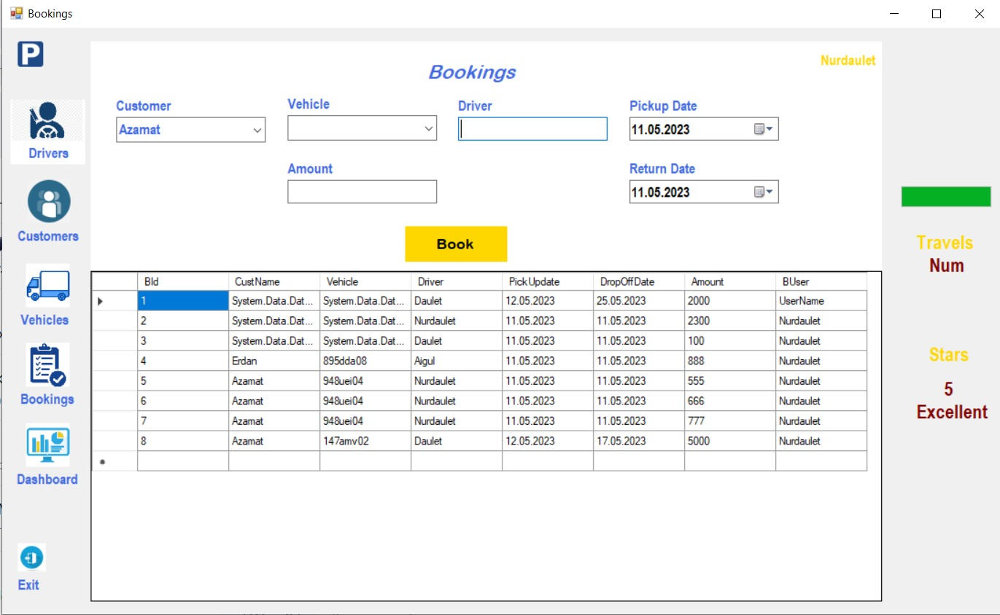 Bookings
P
Nurdaulet
Bookings
Customer Vehicle Driver Pickup Date
Azamat 11.05.2023
Drivers
Amount Return Date
11.05.2023
Customers
Book
Travels
Num
BId CustName Vehicle Driver PickUpdate DropOffDate Amount BUser
1 System.Data.Dat... System.Data.Dat... Daulet 12.05.2023 25.05.2023 2000 UserName
2 System.Data.Dat... System.Data.Dat... Nurdaulet 11.05.2023 11.05.2023 2300 Nurdaulet
3 System.Data.Dat... System.Data.Dat... Daulet 11.05.2023 11.05.2023 100 Nurdaulet
4 Erdan 895dda08 Aigul 11.05.2023 11.05.2023 888 Nurdaulet
5 Azamat 948uei04 Nurdaulet 11.05.2023 11.05.2023 555 Nurdaulet
6 Azamat 948uei04 Nurdaulet 11.05.2023 11.05.2023 666 Nurdaulet
7 Azamat 948uei04 Nurdaulet 11.05.2023 11.05.2023 777 Nurdaulet
8 Azamat 147amv02 Daulet 12.05.2023 17.05.2023 5000 Nurdaulet
Vehicles
Bookings
Dashboard
Exit
Stars
5
Excellent